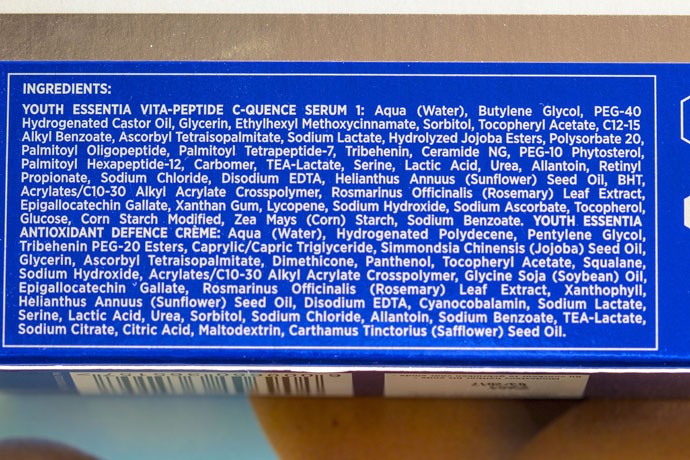 INGREDIENTS:
YOUTH ESSENTIA VITA-PEPTIDE C-QUENCE SERUM 1: Aqua (Water), Butylene Glycol, PEG-40
Hydrogenated Castor Oil, Glycerin, Ethylhexyl Methoxycinnamate, Sorbitol, Tocopheryl Acetate, C12-15
Alkyl Benzoate, Ascorbyl Tetraisopalmitate, Sodium Lactate, Hydrolyzed Jojoba Esters, Polysorbate 20,
Palmitoyl Oligopeptide, Palmitoyl Tetrapeptide-7, Tribehenin, Ceramide NG, PEG-10 Phytosterol,
Palmitoyl Hexapeptide-12, Carbomer, TEA-Lactate, Serine, Lactic Acid, Urea, Allantoin, Retinyl
Propionate, Sodium Chloride, Disodium EDTA, Helianthus Annuus (Sunflower) Seed Oil, BHT,
Acrylates/C10-30 Alkyl Acrylate Crosspolymer, Rosmarinus Officinalis (Rosemary) Leaf Extract,
Epigallocatechin Gallate, Xanthan Gum, Lycopene, Sodium Hydroxide, Sodium Ascorbate, Tocopherol,
Glucose, Corn Starch Modified, Zea Mays (Corn) Starch, Sodium Benzoate. YOUTH ESSENTIA
ANTIOXIDANT DEFENCE CRÈME: Aqua (Water), Hydrogenated Polydecene, Pentylene Glycol,
Tribehenin PEG-20 Esters, Caprylic/Capric Triglyceride, Simmondsia Chinensis (Jojoba) Seed Oil,
Glycerin, Ascorbyl Tetraisopalmitate, Dimethicone, Panthenol, Tocopheryl Acetate, Squalane,
Sodium Hydroxide, Acrylates/C10-30 Alkyl Acrylate Crosspolymer, Glycine Soja (Soybean) Oil,
Epigallocatechin Gallate, Rosmarinus Officinalis (Rosemary) Leaf Extract, Xanthophyll,
Helianthus Annuus (Sunflower) Seed Oil, Disodium EDTA, Cyanocobalamin, Sodium Lactate,
Serine, Lactic Acid, Urea, Sorbitol, Sodium Chloride, Allantoin, Sodium Benzoate, TEA-Lactate,
Sodium Citrate, Citric Acid, Maltodextrin, Carthamus Tinctorius (Safflower) Seed Oil.